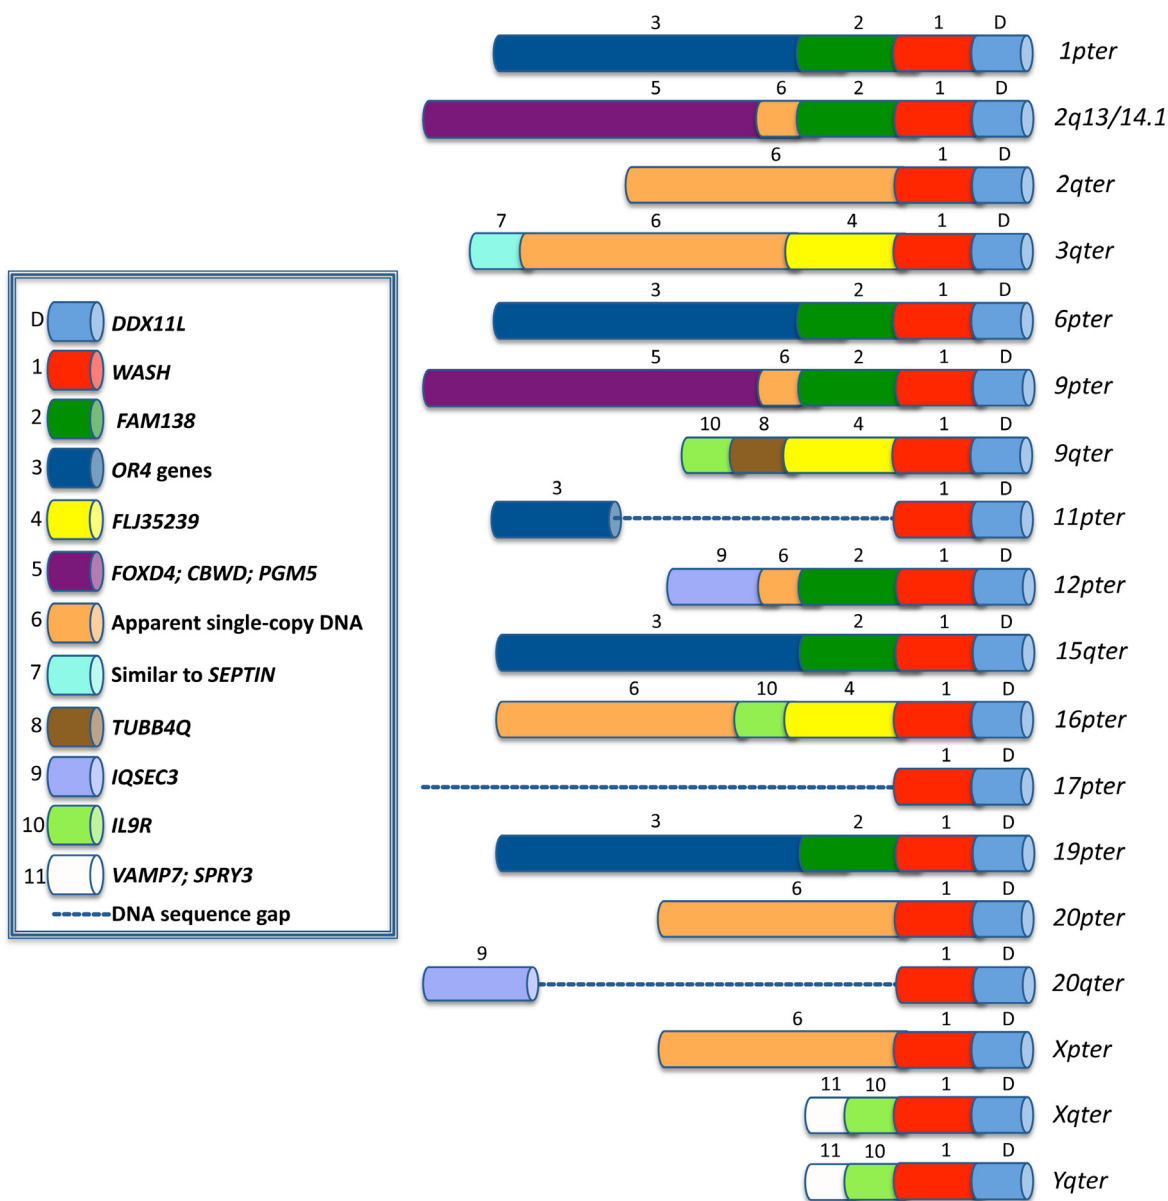 3 2 1 D
1pter
5 6 2 1 D
2q13/14.1
6 1 D
2qter
7 6 4 1 D
3qter
3 2 1 D
6pter
5 6 2 1 D
9pter
10 8 4 1 D
9qter
3 1 D
11pter
9 6 2 1 D
12pter
3 2 1 D
15qter
6 10 4 1 D
16pter
1 D
17pter
3 2 1 D
19pter
6 1 D
20pter
9 1 D
20qter
6 1 D
Xpter
11 10 1 D
Xqter
11 10 1 D
Yqter
D DDX11L
1 WASH
2 FAM138
3 OR4 genes
4 FLJ35239
5 FOXD4; CBWD; PGM5
6 Apparent single-copy DNA
7 Similar to SEPTIN
8 TUBB4Q
9 IQSEC3
10 IL9R
11 VAMP7; SPRY3
DNA sequence gap